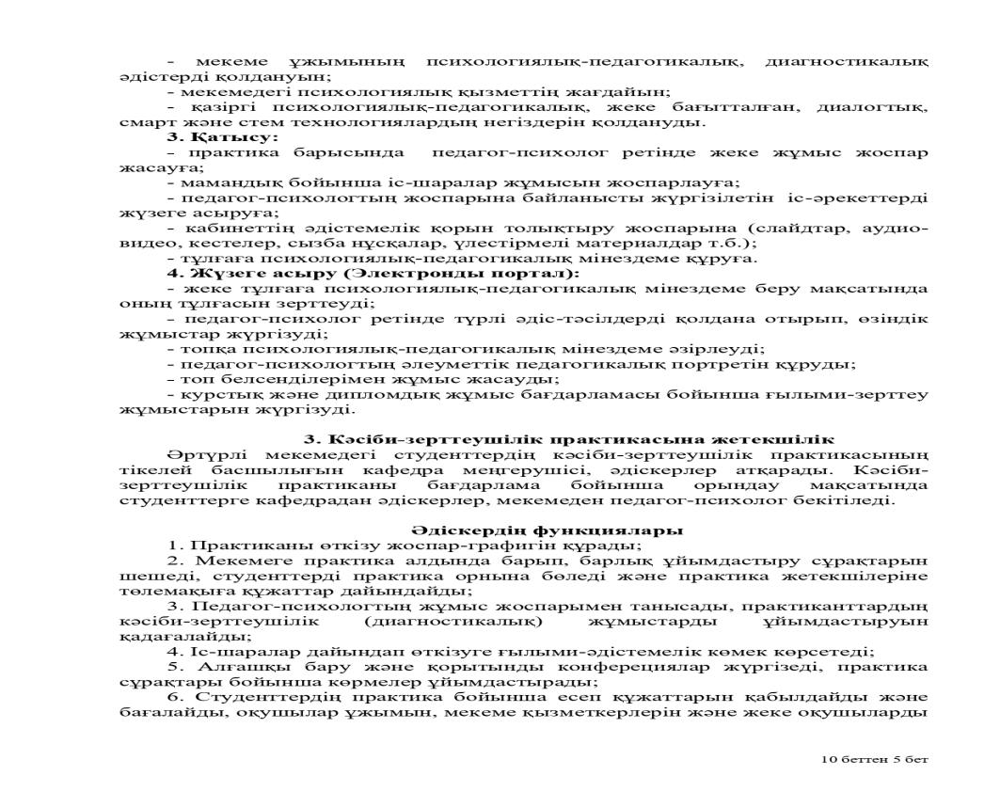 - мекеме ұжымының психологиялық-педагогикалық, диагностикалық
әдістерді қолдануын;
- мекемедегі психологиялық қызметтің жағдайын;
- қазіргі психологиялық-педагогикалық, жеке бағытталған, диалогтық,
смарт және стем технологиялардың негіздерін қолдануды.
3. Қатысу:
- практика барысында педагог-психолог ретінде жеке жұмыс жоспар
жасауға;
- мамандық бойынша іс-шаралар жұмысын жоспарлауға;
- педагог-психологтың жоспарына байланысты жүргізілетін іс-әрекеттерді
жүзеге асыруға;
- кабинеттің әдістемелік қорын толықтыру жоспарына (слайдтар, аудио-
видео, кестелер, сызба нұсқалар, үлестірмелі материалдар т.б.);
- тұлғаға психологиялық-педагогикалық мінездеме құруға.
4. Жүзеге асыру (Электронды портал):
- жеке тұлғаға психологиялық-педагогикалық мінездеме беру мақсатында
оның тұлғасын зерттеуді;
- педагог-психолог ретінде түрлі әдіс-тәсілдерді қолдана отырып, өзіндік
жұмыстар жүргізуді;
- топқа психологиялық-педагогикалық мінездеме әзірлеуді;
- педагог-психологтың әлеуметтік педагогикалық портретін құруды;
- топ белсенділерімен жұмыс жасауды;
- курстық және дипломдық жұмыс бағдарламасы бойынша ғылыми-зерттеу
жұмыстарын жүргізуді.
3. Кәсіби-зерттеушілік практикасына жетекшілік
Әртүрлі мекемедегі студенттердің кәсіби-зерттеушілік практикасының
тікелей басшылығын кафедра меңгерушісі, әдіскерлер атқарады. Кәсіби-
зерттеушілік практиканы бағдарлама бойынша орындау мақсатында
студенттерге кафедрадан әдіскерлер, мекемеден педагог-психолог бекітіледі.
Әдіскердің функциялары
1. Практиканы өткізу жоспар-графигін құрады;
2. Мекемеге практика алдында барып, барлық ұйымдастыру сұрақтарын
шешеді, студенттерді практика орнына бөледі және практика жетекшілеріне
төлемақыға құжаттар дайындайды;
3. Педагог-психологтың жұмыс жоспарымен танысады, практиканттардың
кәсіби-зерттеушілік (диагностикалық) жұмыстарды ұйымдастыруын
қадағалайды;
4. Іс-шаралар дайындап өткізуге ғылыми-әдістемелік көмек көрсетеді;
5. Алғашқы бару және қорытынды конферециялар жүргізеді, практика
сұрақтары бойынша көрмелер ұйымдастырады;
6. Студенттердің практика бойынша есеп құжаттарын қабылдайды және
бағалайды, оқушылар ұжымын, мекеме қызметкерлерін және жеке оқушыларды
10 беттен 5 бет